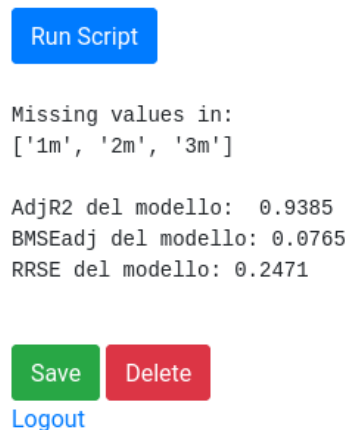 Run Script
Missing values in:
['1m', '2m', '3m']
AdjR2 del modello:  0.9385
BMSEadj del modello: 0.0765
RRSE del modello: 0.2471
Save Delete
Logout